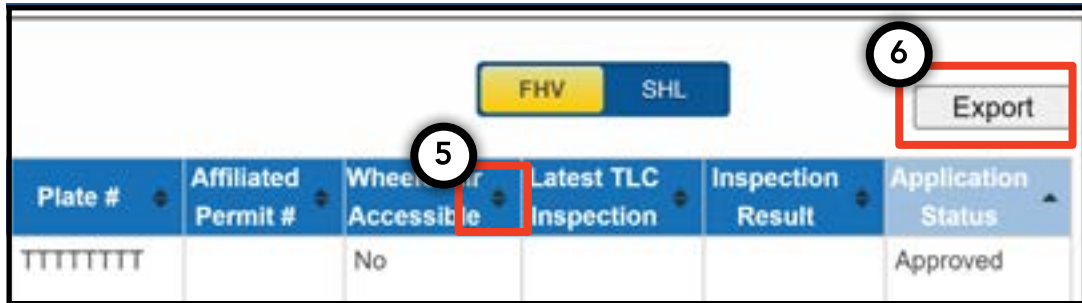 6
FHV SHL
Export
5
Plate # Affiliated Permit # Wheelchair Accessible Latest TLC Inspection Inspection Result Application Status
TTTTTTTT No Approved